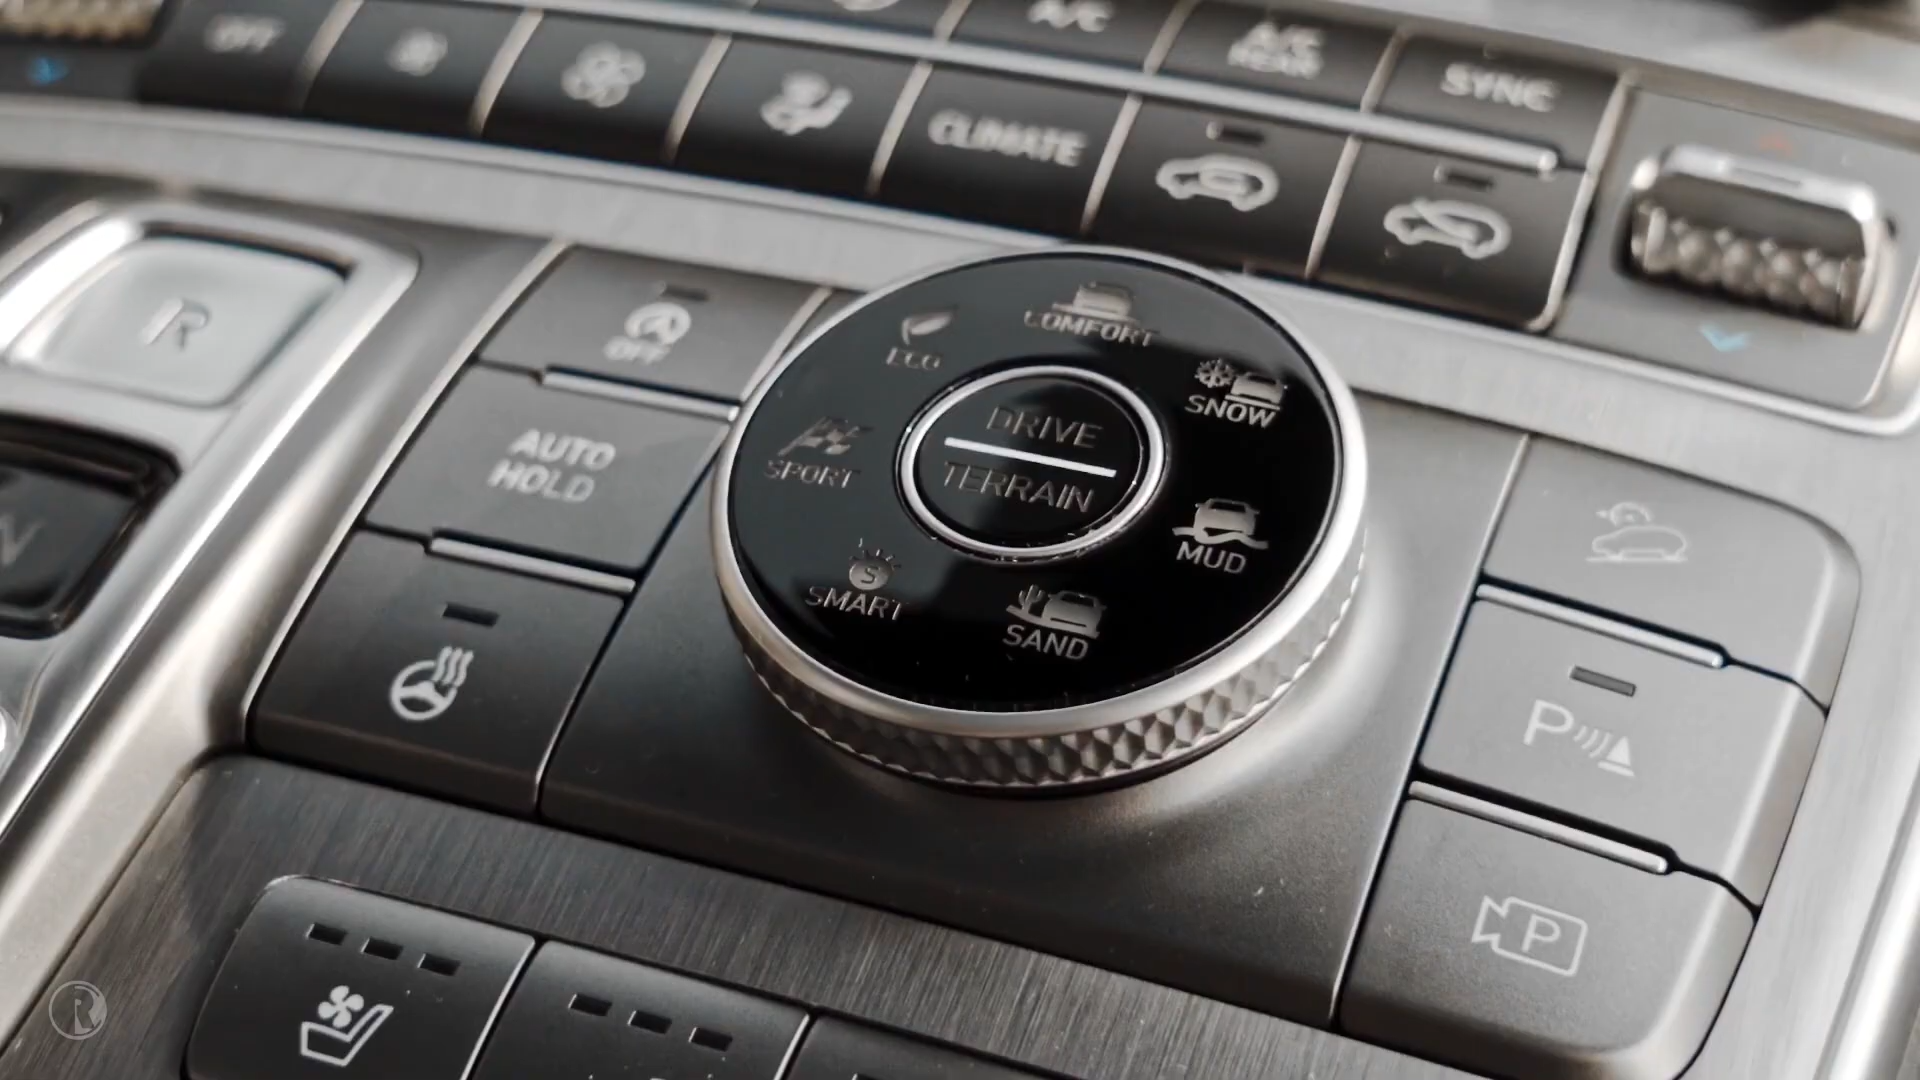 OFF
A/C
A/C
REAR
SYNC
CLIMATE
R
OFF
AUTO
HOLD
N
COMFORT
ECO
SNOW
SPORT
DRIVE
TERRAIN
MUD
S
SMART
SAND
P
P
R